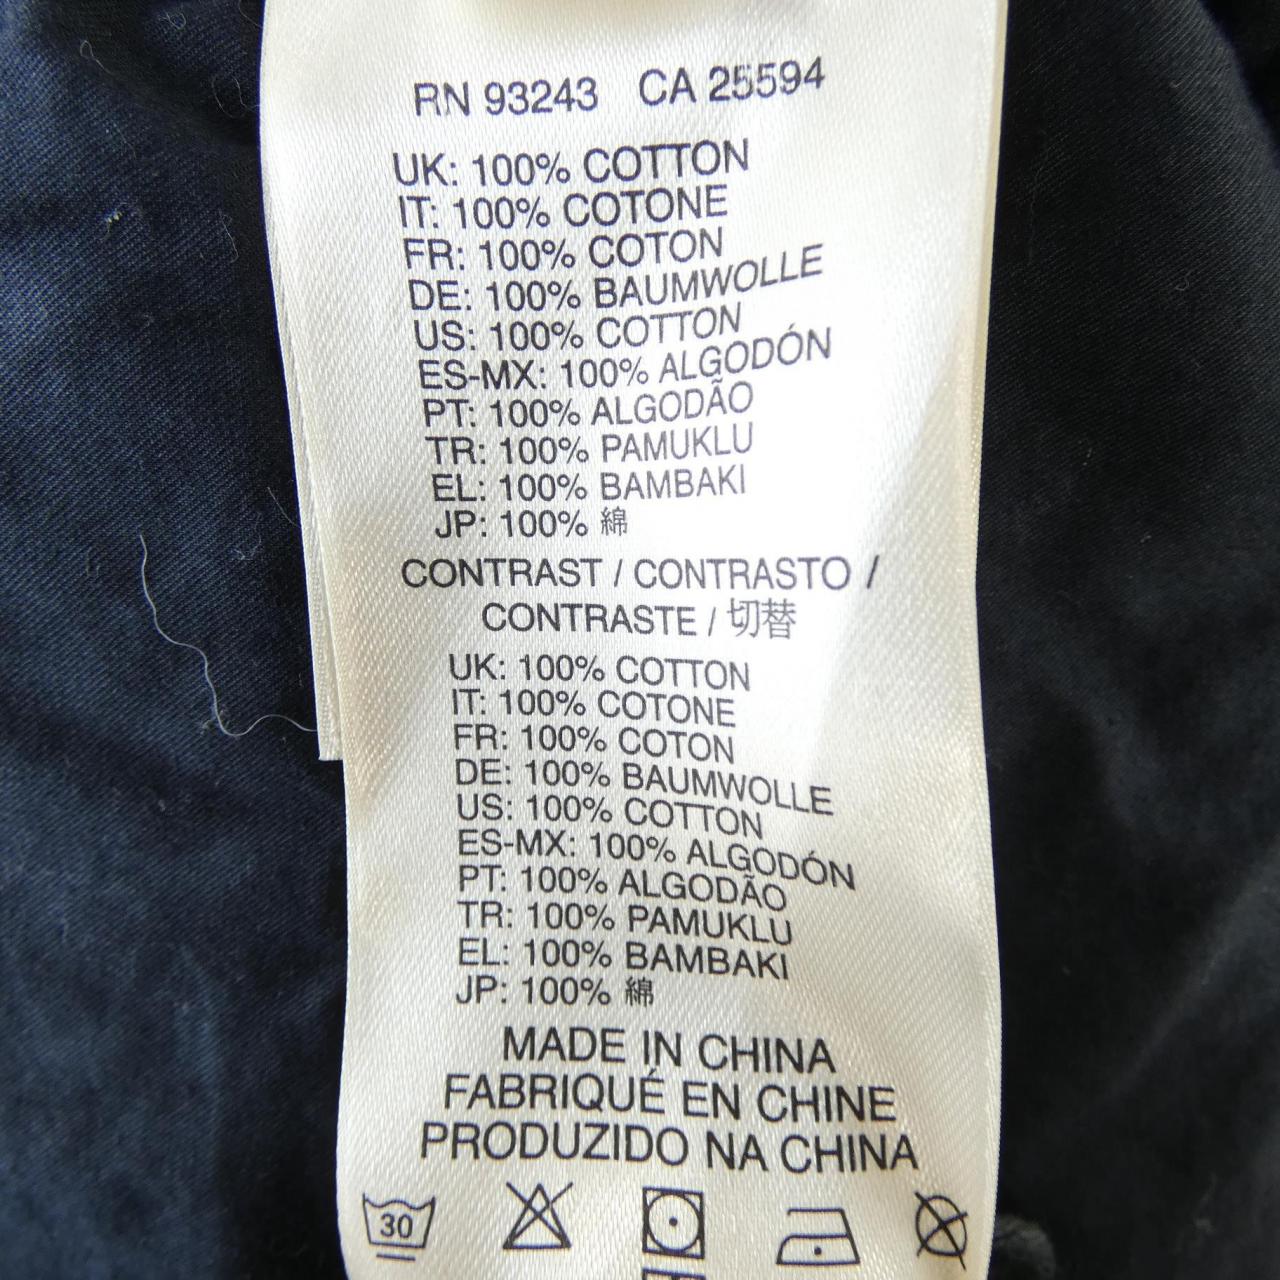 RN 93243 CA 25594
UK: 100% COTTON
IT: 100% COTONE
FR: 100% COTON
DE: 100% BAUMWOLLE
US: 100% COTTON
ES-MX: 100% ALGODÓN
PT: 100% ALGODÃO
TR: 100% PAMUKLU
EL: 100% BAMBAKI
JP: 100% 綿
CONTRAST / CONTRASTO /
CONTRASTE / 切替
UK: 100% COTTON
IT: 100% COTONE
FR: 100% COTON
DE: 100% BAUMWOLLE
US: 100% COTTON
ES-MX: 100% ALGODÓN
PT: 100% ALGODÃO
TR: 100% PAMUKLU
EL: 100% BAMBAKI
JP: 100% 綿
MADE IN CHINA
FABRIQUÉ EN CHINE
PRODUZIDO NA CHINA
30